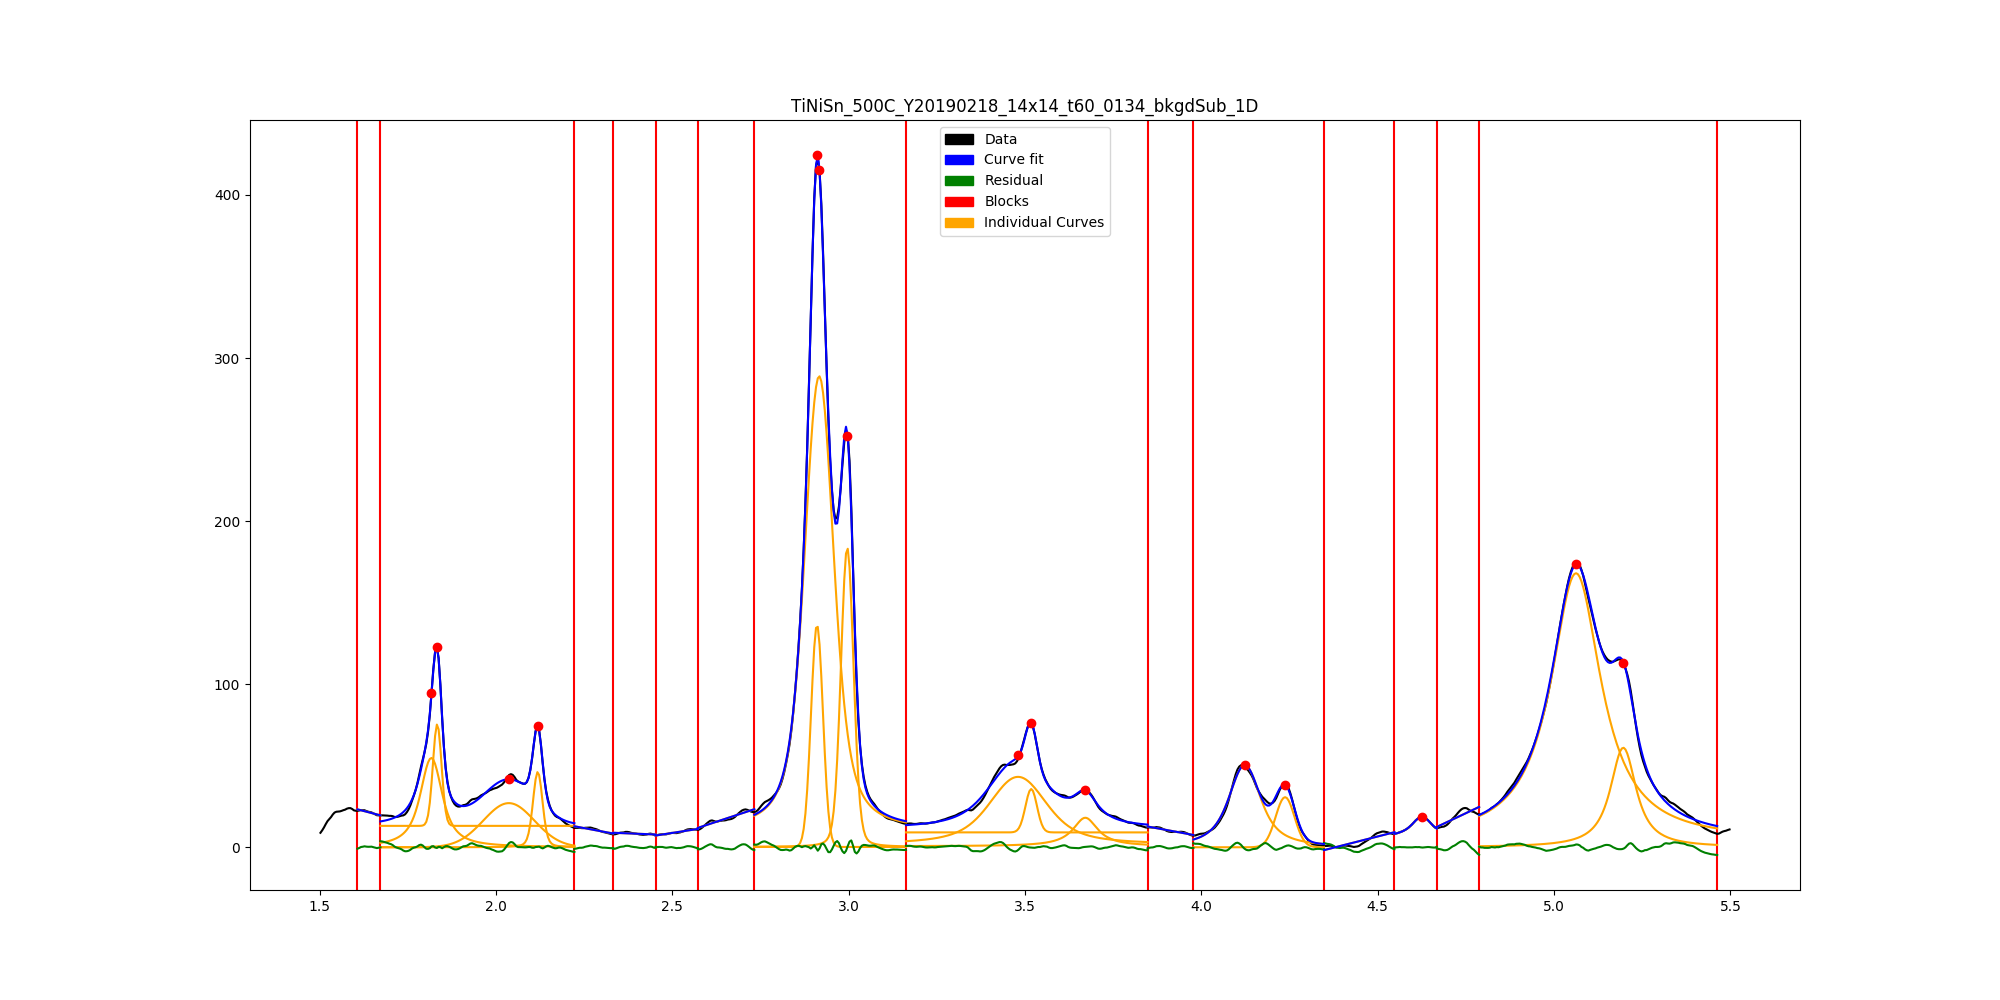 TiNiSn_500C_Y20190218_14x14_t60_0134_bkgdSub_1D
Data
Curve fit
Residual
Blocks
Individual Curves
400
300
200
100
0
1.5 2.0 2.5 3.0 3.5 4.0 4.5 5.0 5.5